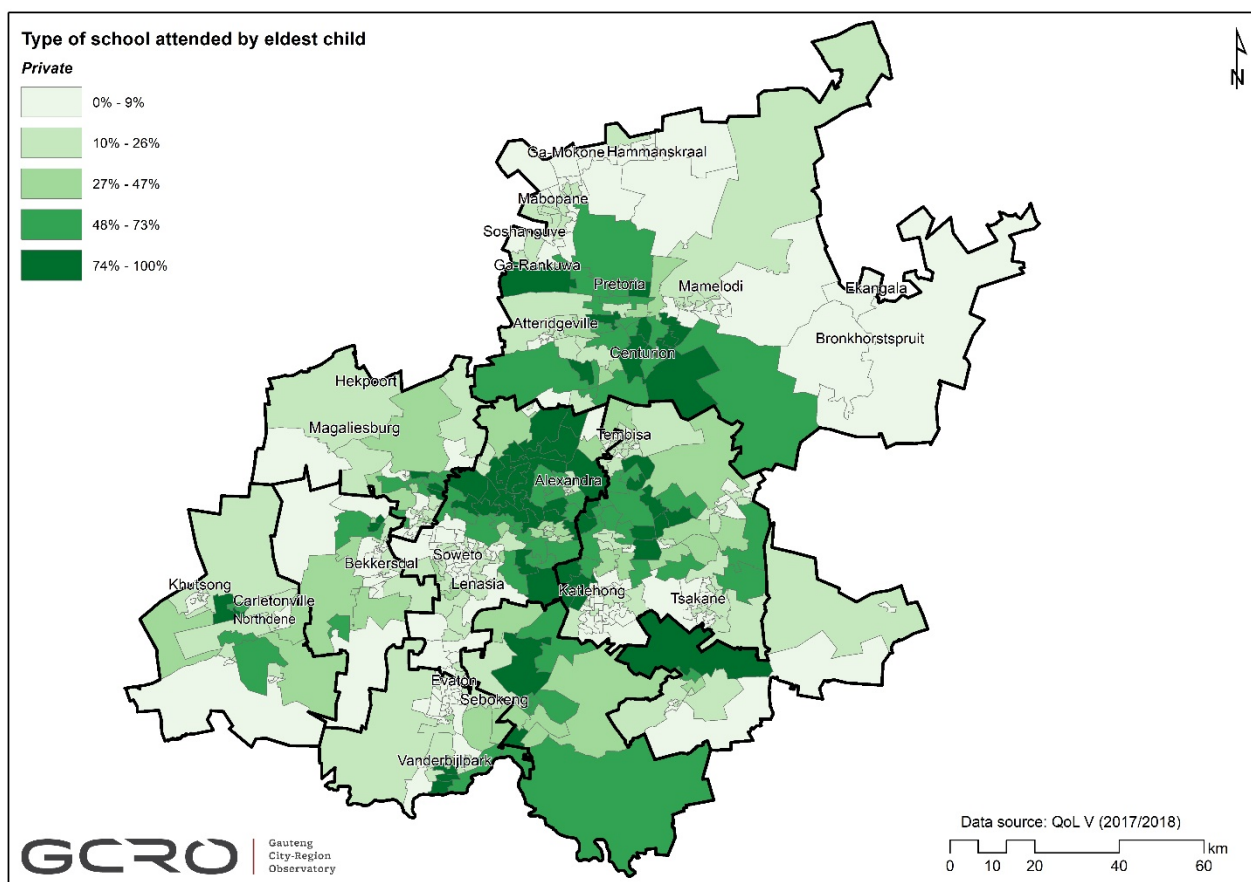 Type of school attended by eldest child
Private
0% - 9%
10% - 26%
27% - 47%
48% - 73%
74% - 100%
N
Ga-Mokone
Hammanskraal
Mabopane
Soshanguve
Ga-Rankuwa
Pretoria
Mamelodi
Ekangala
Atteridgeville
Bronkhorstspruit
Centurion
Hekpoort
Magaliesburg
Tembisa
Alexandra
Soweto
Bekkersdal
Lenasia
Khutsong
Katlehong
Tsakane
Carletonville
Northdene
Evaton
Sebokeng
Vanderbijlpark
GCRO
Gauteng
City-Region
Observatory
Data source: QoL V (2017/2018)
km
0 10 20 40 60